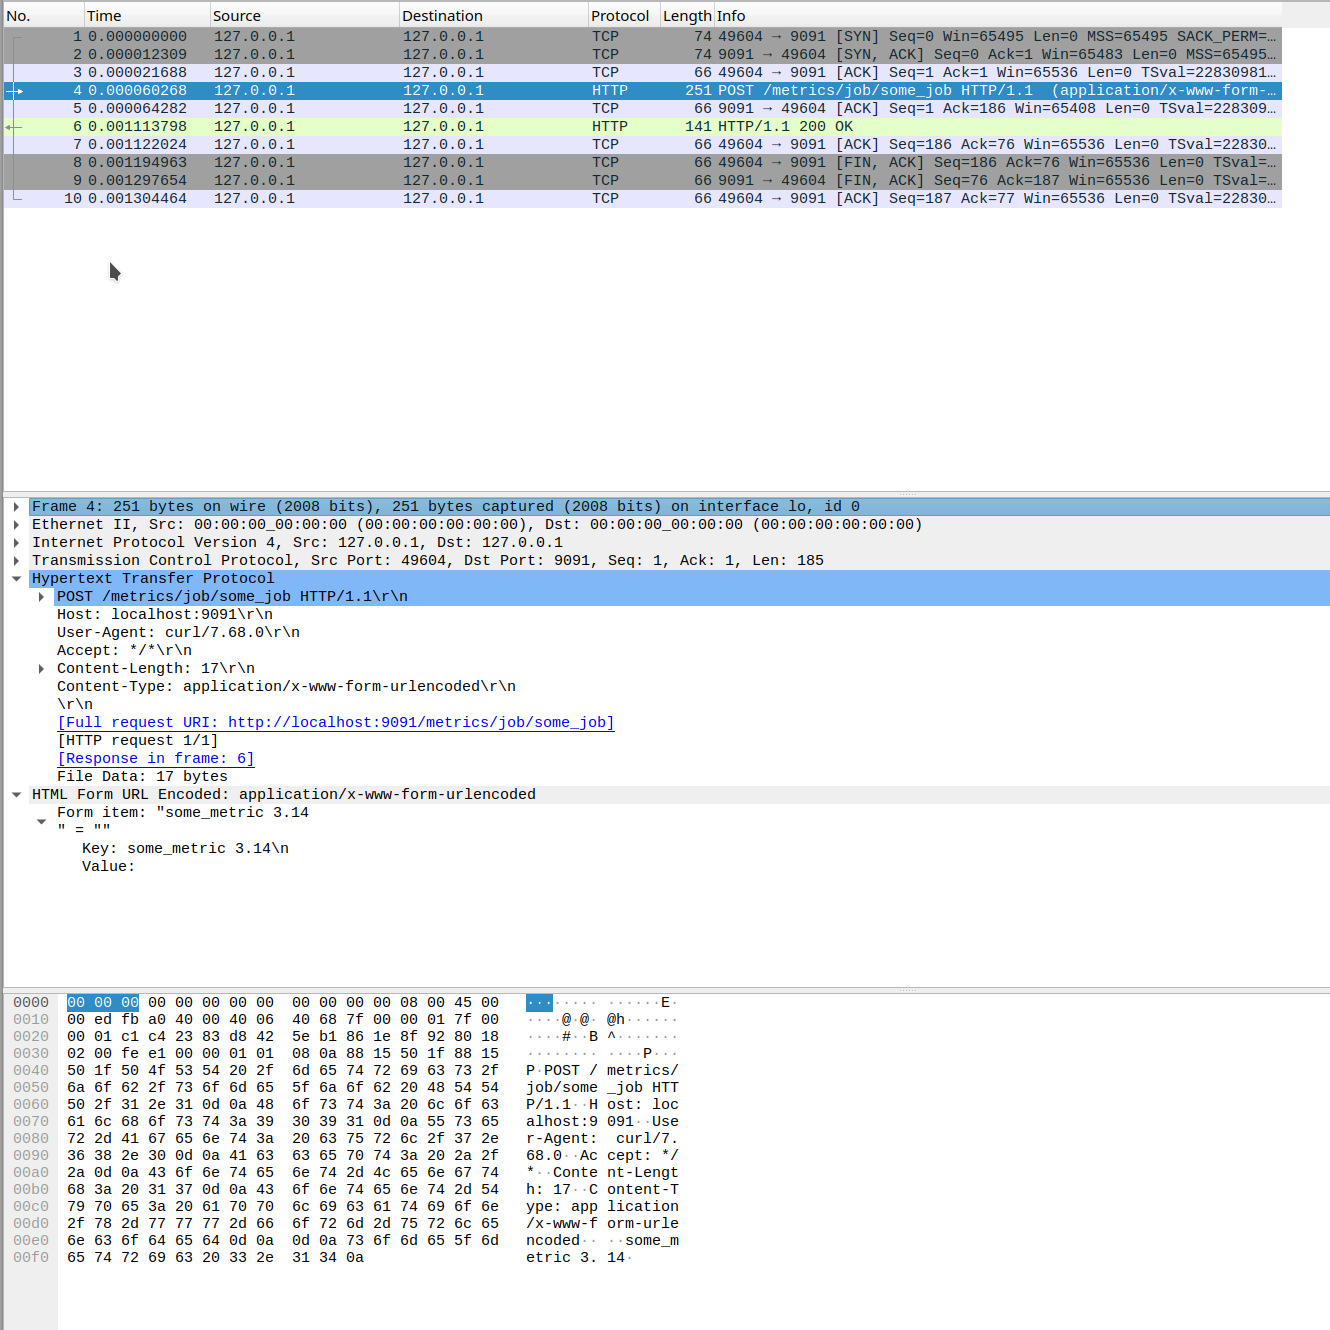 No. Time Source Destination Protocol Length Info
1 0.000000000 127.0.0.1 127.0.0.1 TCP 74 49604 → 9091 [SYN] Seq=0 Win=65495 Len=0 MSS=65495 SACK_PERM=…
2 0.000012309 127.0.0.1 127.0.0.1 TCP 74 9091 → 49604 [SYN, ACK] Seq=0 Ack=1 Win=65483 Len=0 MSS=65495…
3 0.000021688 127.0.0.1 127.0.0.1 TCP 66 49604 → 9091 [ACK] Seq=1 Ack=1 Win=65536 Len=0 TSval=22830981…
4 0.000060268 127.0.0.1 127.0.0.1 HTTP 251 POST /metrics/job/some_job HTTP/1.1  (application/x-www-form-…
5 0.000064282 127.0.0.1 127.0.0.1 TCP 66 9091 → 49604 [ACK] Seq=1 Ack=186 Win=65408 Len=0 TSval=228309…
6 0.001113798 127.0.0.1 127.0.0.1 HTTP 141 HTTP/1.1 200 OK
7 0.001122024 127.0.0.1 127.0.0.1 TCP 66 49604 → 9091 [ACK] Seq=186 Ack=76 Win=65536 Len=0 TSval=22830…
8 0.001194963 127.0.0.1 127.0.0.1 TCP 66 49604 → 9091 [FIN, ACK] Seq=186 Ack=76 Win=65536 Len=0 TSval=…
9 0.001297654 127.0.0.1 127.0.0.1 TCP 66 9091 → 49604 [FIN, ACK] Seq=76 Ack=187 Win=65536 Len=0 TSval=…
10 0.001304464 127.0.0.1 127.0.0.1 TCP 66 49604 → 9091 [ACK] Seq=187 Ack=77 Win=65536 Len=0 TSval=22830…
Frame 4: 251 bytes on wire (2008 bits), 251 bytes captured (2008 bits) on interface lo, id 0
Ethernet II, Src: 00:00:00_00:00:00 (00:00:00:00:00:00), Dst: 00:00:00_00:00:00 (00:00:00:00:00:00)
Internet Protocol Version 4, Src: 127.0.0.1, Dst: 127.0.0.1
Transmission Control Protocol, Src Port: 49604, Dst Port: 9091, Seq: 1, Ack: 1, Len: 185
Hypertext Transfer Protocol
POST /metrics/job/some_job HTTP/1.1\r\n
Host: localhost:9091\r\n
User-Agent: curl/7.68.0\r\n
Accept: */*\r\n
Content-Length: 17\r\n
Content-Type: application/x-www-form-urlencoded\r\n
\r\n
[Full request URI: http://localhost:9091/metrics/job/some_job]
[HTTP request 1/1]
[Response in frame: 6]
File Data: 17 bytes
HTML Form URL Encoded: application/x-www-form-urlencoded
Form item: "some_metric 3.14
" = ""
Key: some_metric 3.14\n
Value:
0000 00 00 00 00 00 00 00 00 00 00 00 00 08 00 45 00 ········ ······E·
0010 00 ed fb a0 40 00 40 06 40 68 7f 00 00 01 7f 00 ····@·@· @h······
0020 00 01 c1 c4 23 83 d8 42 5e b1 86 1e 8f 92 80 18 ····#··B ^·······
0030 02 00 fe e1 00 00 01 01 08 0a 88 15 50 1f 88 15 ········ ····P···
0040 50 1f 50 4f 53 54 20 2f 6d 65 74 72 69 63 73 2f P·POST / metrics/
0050 6a 6f 62 2f 73 6f 6d 65 5f 6a 6f 62 20 48 54 54 job/some _job HTT
0060 50 2f 31 2e 31 0d 0a 48 6f 73 74 3a 20 6c 6f 63 P/1.1··H ost: loc
0070 61 6c 68 6f 73 74 3a 39 30 39 31 0d 0a 55 73 65 alhost:9 091··Use
0080 72 2d 41 67 65 6e 74 3a 20 63 75 72 6c 2f 37 2e r-Agent:  curl/7.
0090 36 38 2e 30 0d 0a 41 63 63 65 70 74 3a 20 2a 2f 68.0··Ac cept: */
00a0 2a 0d 0a 43 6f 6e 74 65 6e 74 2d 4c 65 6e 67 74 *··Conte nt-Lengt
00b0 68 3a 20 31 37 0d 0a 43 6f 6e 74 65 6e 74 2d 54 h: 17··C ontent-T
00c0 79 70 65 3a 20 61 70 70 6c 69 63 61 74 69 6f 6e ype: app lication
00d0 2f 78 2d 77 77 77 2d 66 6f 72 6d 2d 75 72 6c 65 /x-www-f orm-urle
00e0 6e 63 6f 64 65 64 0d 0a 0d 0a 73 6f 6d 65 5f 6d ncoded·· ··some_m
00f0 65 74 72 69 63 20 33 2e 31 34 0a etric 3. 14·